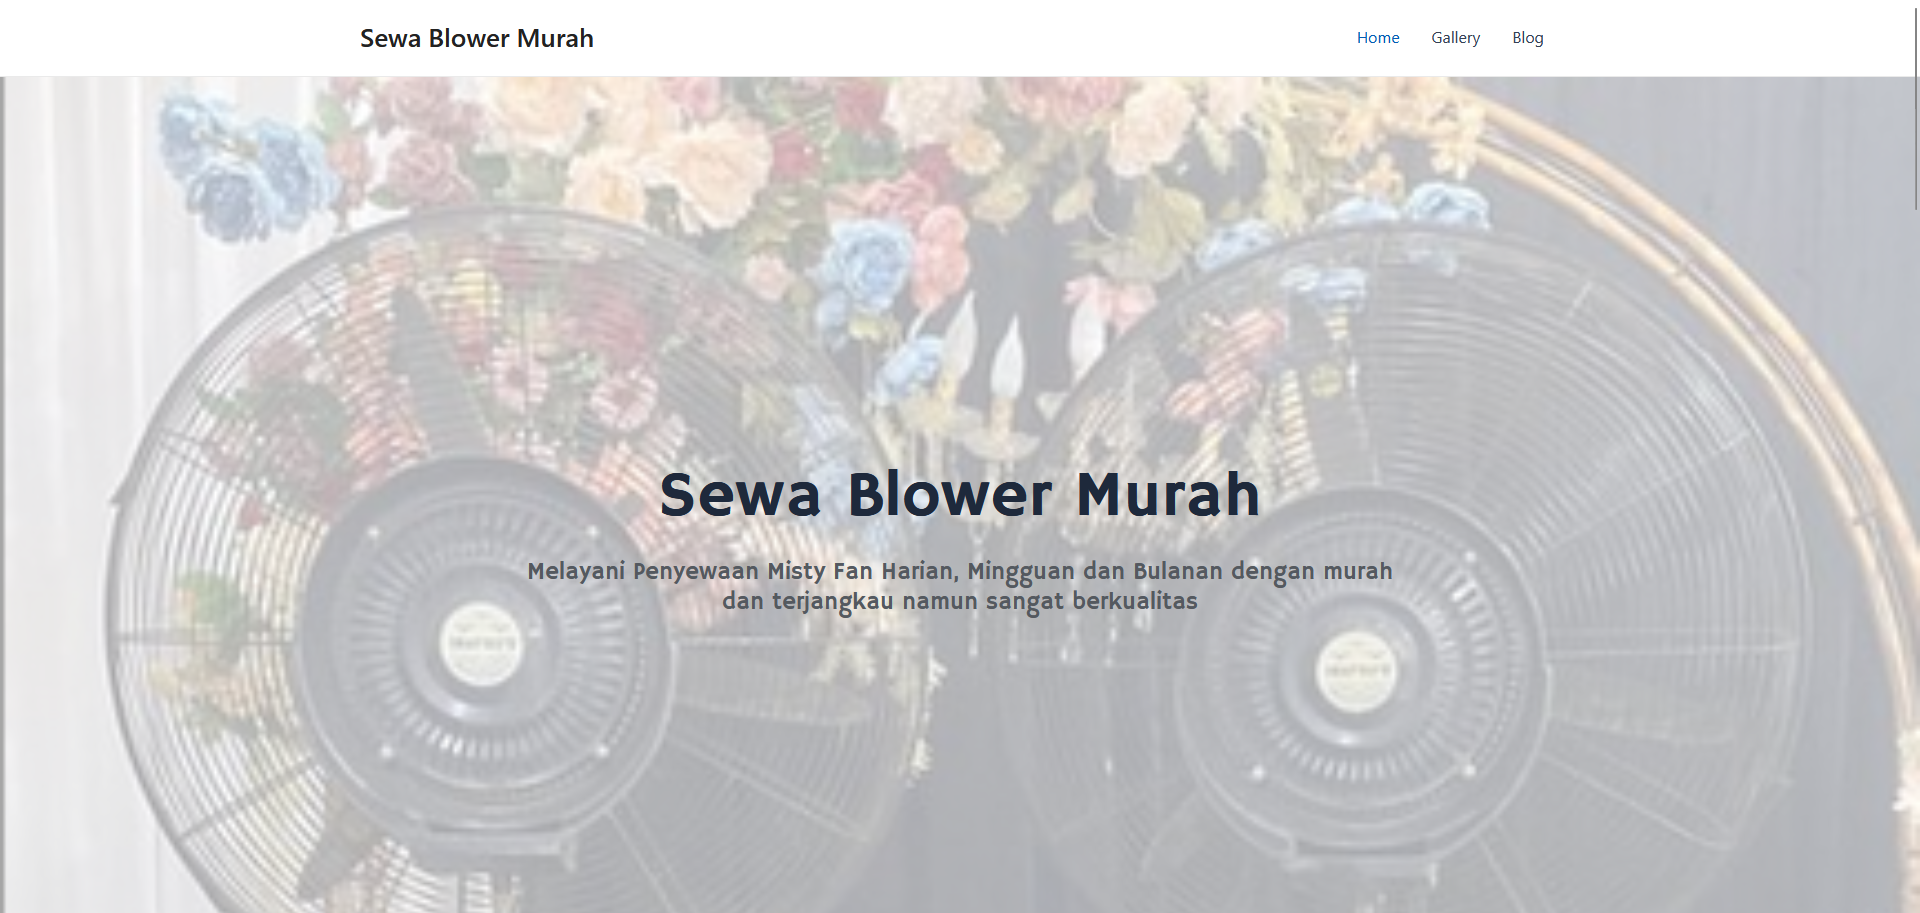 Sewa Blower Murah
Home
Gallery
Blog
Sewa Blower Murah
Melayani Penyewaan Misty Fan Harian, Mingguan dan Bulanan dengan murah
dan terjangkau namun sangat berkualitas